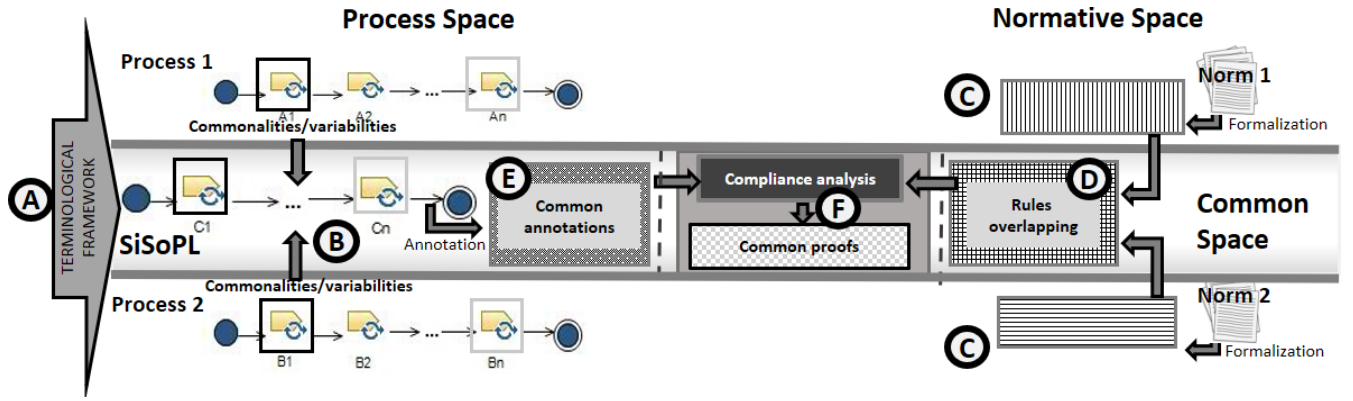 Process Space
Normative Space
Process 1
A1
A2
...
An
Commonalities/variabilities
C
Norm 1
Formalization
A
TERMINOLOGICAL
FRAMEWORK
C1
...
Cn
SiSoPL
B
Annotation
E
Common
annotations
Compliance analysis
F
Common proofs
D
Rules
overlapping
Common
Space
Commonalities/variabilities
Process 2
B1
B2
...
Bn
C
Norm 2
Formalization